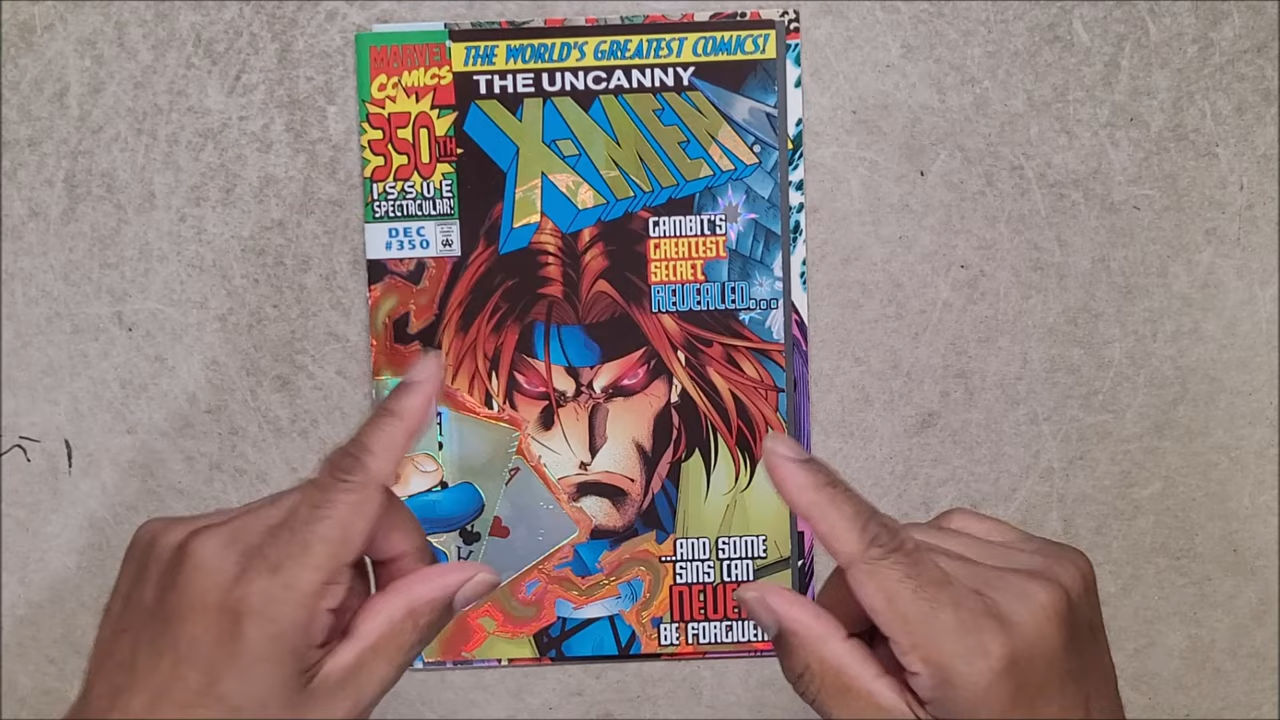 MARVEL
COMICS
350TH
ISSUE
SPECTACULAR!
DEC
#350
THE WORLD'S GREATEST COMICS!
THE UNCANNY
X-MEN
GAMBIT'S
GREATEST
SECRET
REVEALED...
A
A
K
...AND SOME
SINS CAN
NEVER
BE FORGIVEN!